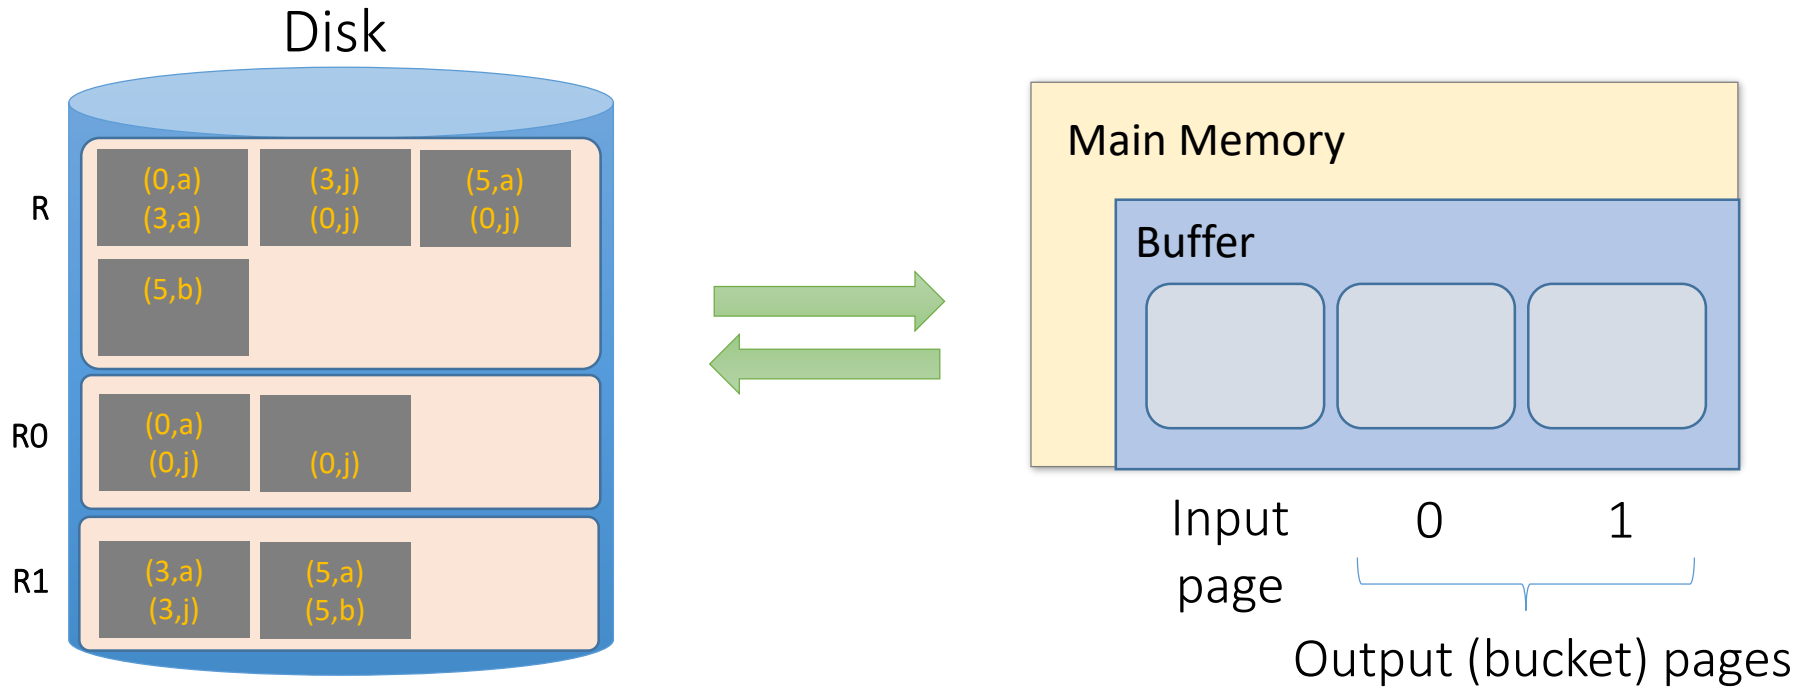 Disk
R
(0,a)
(3,a)
(3,j)
(0,j)
(5,a)
(0,j)
(5,b)
R0
(0,a)
(0,j)
(0,j)
R1
(3,a)
(3,j)
(5,a)
(5,b)
Main Memory
Buffer
Input
page
0
1
Output (bucket) pages